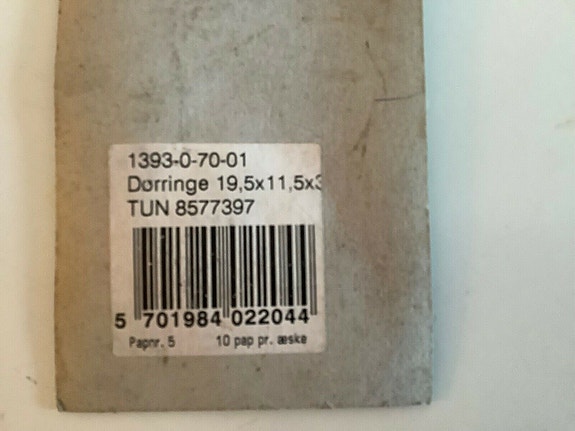 1393-0-70-01
Dørringe 19,5x11,5x3
TUN 8577397
5 701984 022044
Papnr. 5 10 pap pr. æske